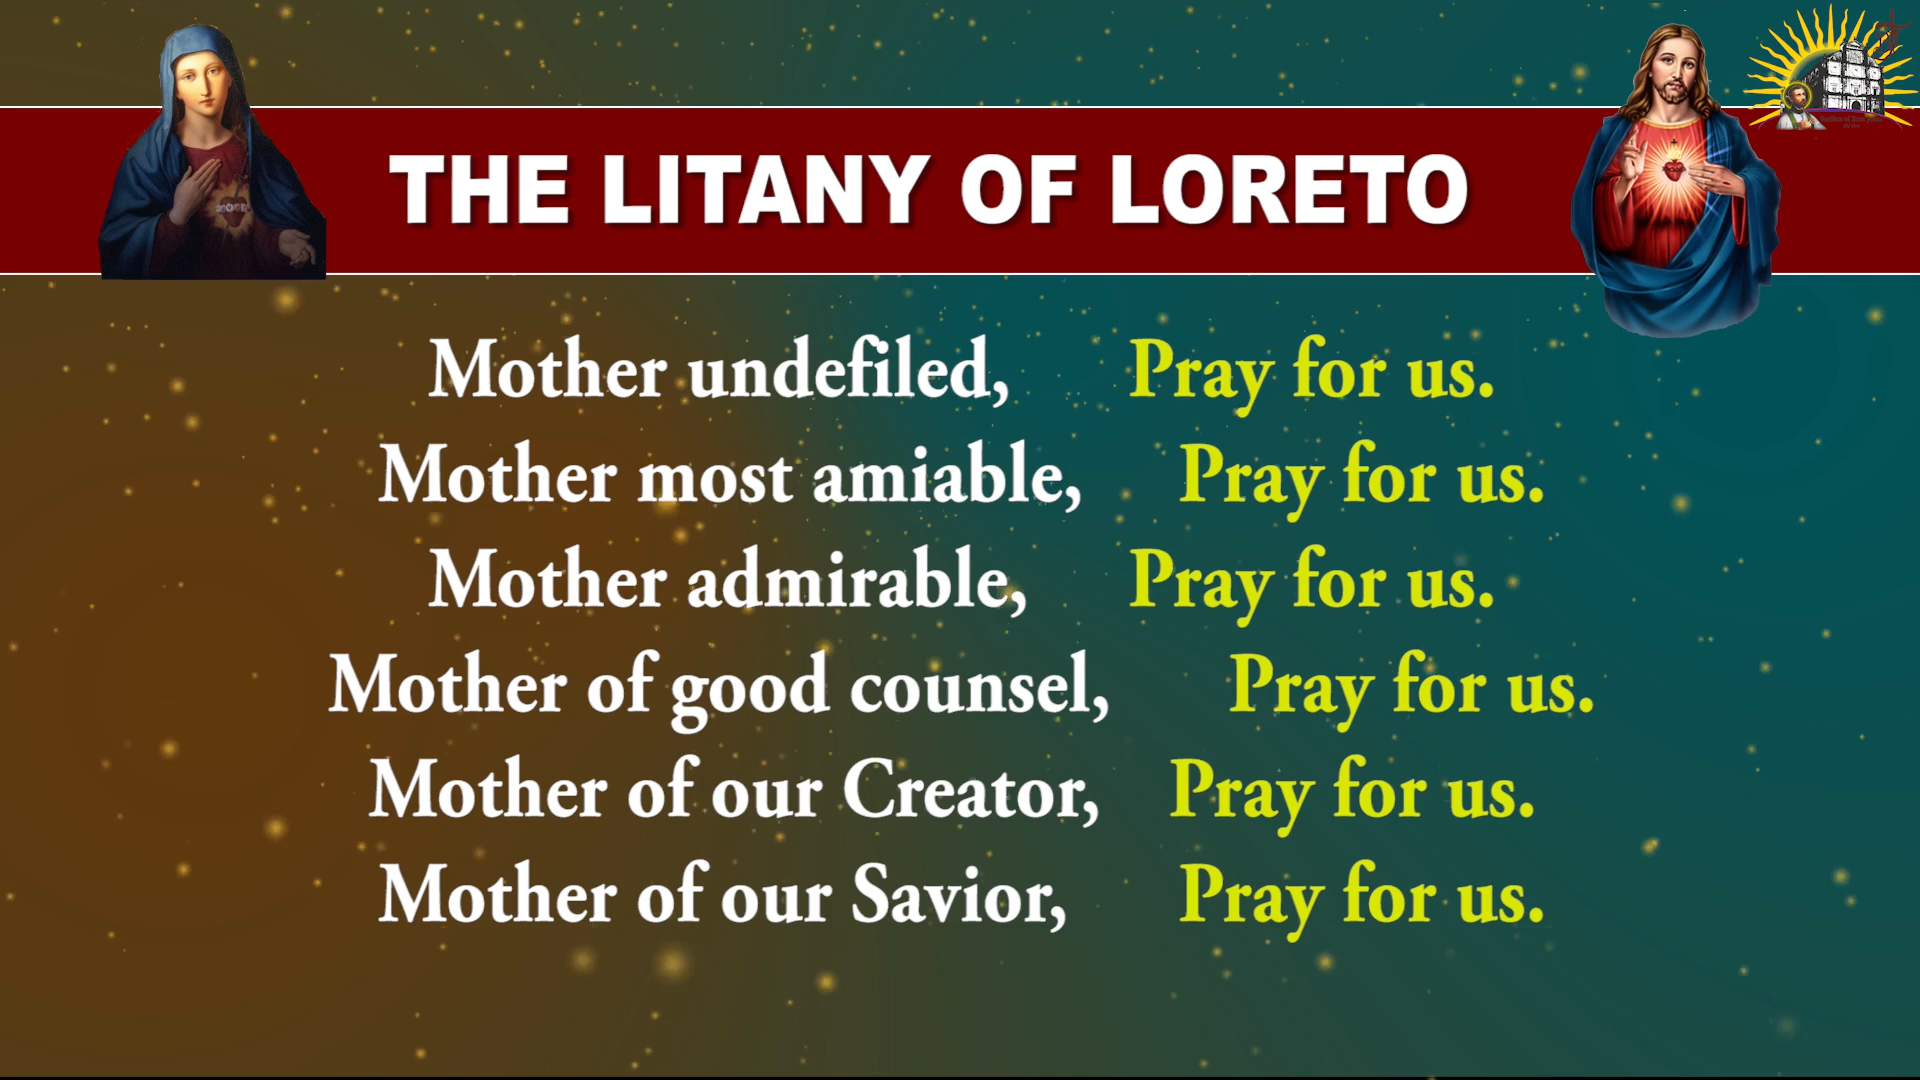 THE LITANY OF LORETO
Mother undefiled, Pray for us.
Mother most amiable, Pray for us.
Mother admirable, Pray for us.
Mother of good counsel, Pray for us.
Mother of our Creator, Pray for us.
Mother of our Savior, Pray for us.